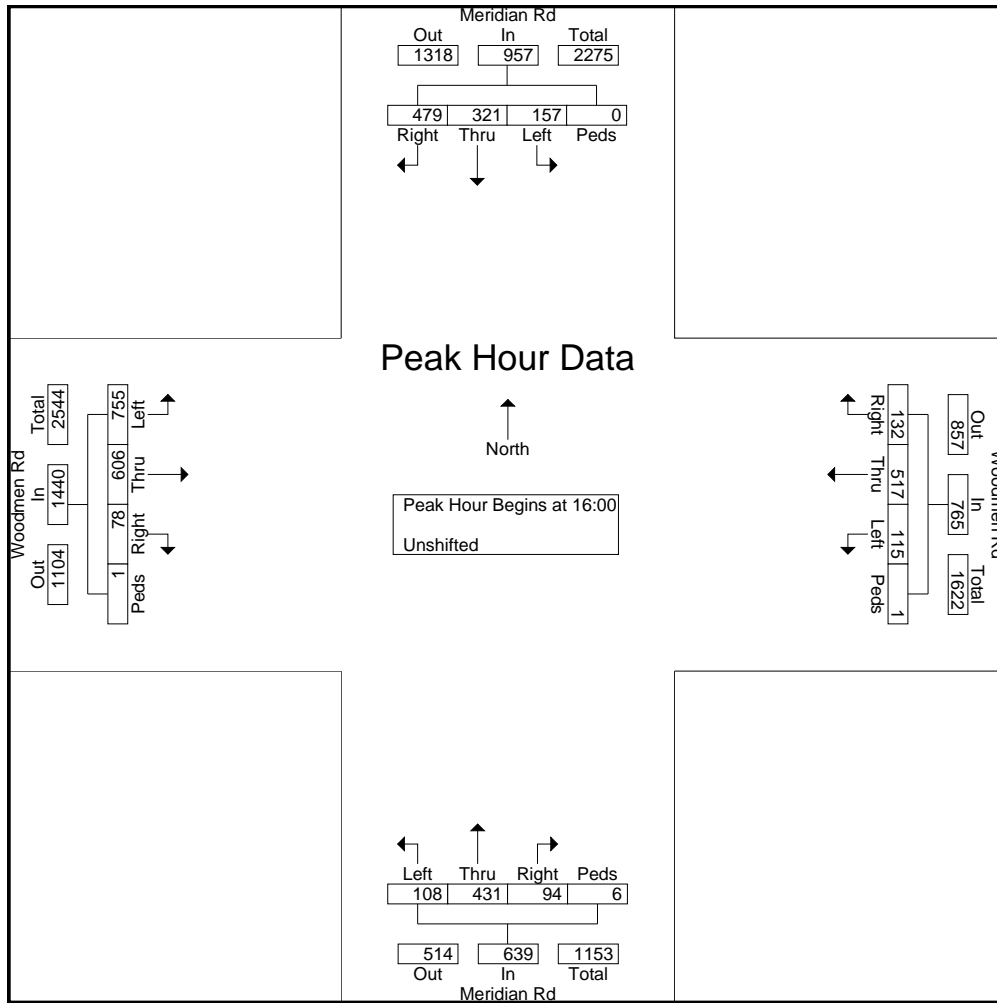 Meridian Rd
Out In Total
1318 957 2275
479 321 157 0
Right Thru Left Peds
Peak Hour Data
North
Peak Hour Begins at 16:00
Unshifted
Woodmen Rd
Total In Out
2544 1440 1104
755 606 78 1
Left Thru Right Peds
Woodmen Rd
Out In Total
857 765 1622
132 517 115 1
Right Thru Left Peds
Left Thru Right Peds
108 431 94 6
514 639 1153
Out In Total
Meridian Rd